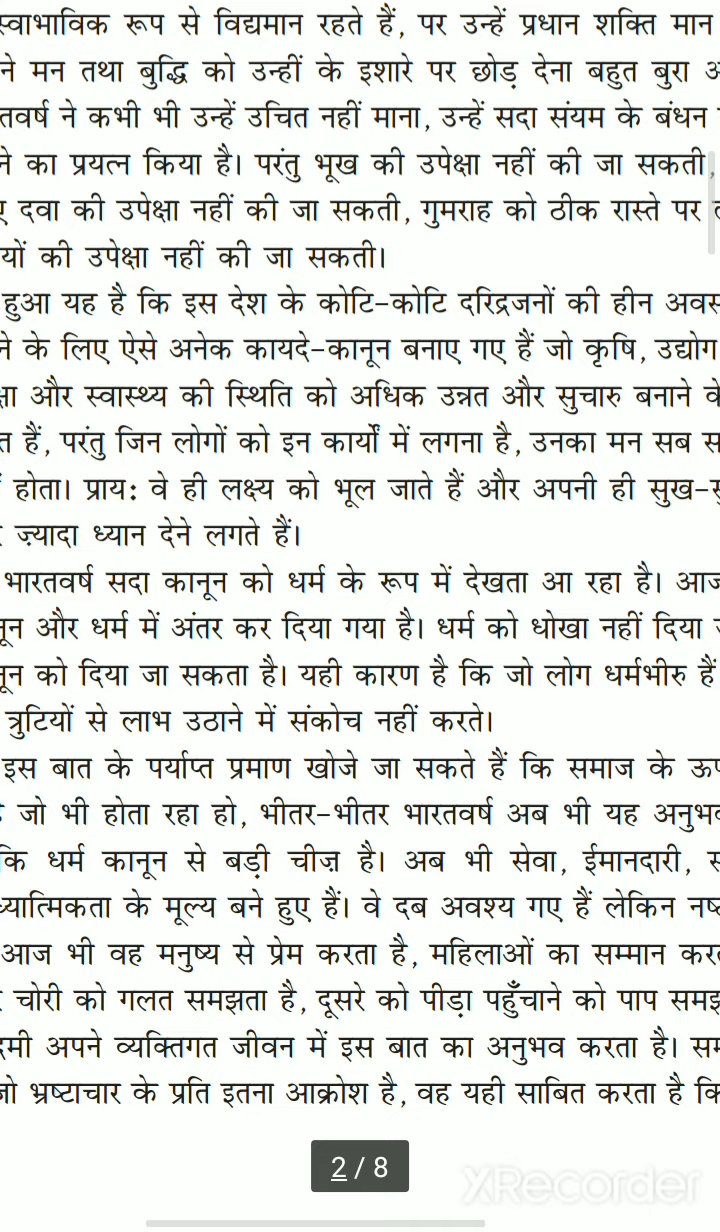 स्वाभाविक रूप से विद्यमान रहते हैं, पर उन्हें प्रधान शक्ति मान
ने मन तथा बुद्धि को उन्हीं के इशारे पर छोड़ देना बहुत बुरा
तवर्ष ने कभी भी उन्हें उचित नहीं माना, उन्हें सदा संयम के बंधन
ने का प्रयत्न किया है। परंतु भूख की उपेक्षा नहीं की जा सकती,
दवा की उपेक्षा नहीं की जा सकती, गुमराह को ठीक रास्ते पर
यों की उपेक्षा नहीं की जा सकती।
हुआ यह है कि इस देश के कोटि-कोटि दरिद्रजनों की हीन अवस
ने के लिए ऐसे अनेक कायदे-कानून बनाए गए हैं जो कृषि, उद्योग
क्षा और स्वास्थ्य की स्थिति को अधिक उन्नत और सुचारु बनाने के
त हैं, परंतु जिन लोगों को इन कार्यों में लगना है, उनका मन सब स
होता। प्राय: वे ही लक्ष्य को भूल जाते हैं और अपनी ही सुख-सु
ज़्यादा ध्यान देने लगते हैं।
भारतवर्ष सदा कानून को धर्म के रूप में देखता आ रहा है। आज
नून और धर्म में अंतर कर दिया गया है। धर्म को धोखा नहीं दिया
नून को दिया जा सकता है। यही कारण है कि जो लोग धर्मभीरु हैं
त्रुटियों से लाभ उठाने में संकोच नहीं करते।
इस बात के पर्याप्त प्रमाण खोजे जा सकते हैं कि समाज के ऊप
जो भी होता रहा हो, भीतर-भीतर भारतवर्ष अब भी यह अनुभव
कि धर्म कानून से बड़ी चीज़ है। अब भी सेवा, ईमानदारी, स
ध्यात्मिकता के मूल्य बने हुए हैं। वे दब अवश्य गए हैं लेकिन नष्ट
आज भी वह मनुष्य से प्रेम करता है, महिलाओं का सम्मान कर
चोरी को गलत समझता है, दूसरे को पीड़ा पहुँचाने को पाप समझ
दमी अपने व्यक्तिगत जीवन में इस बात का अनुभव करता है। सम
जो भ्रष्टाचार के प्रति इतना आक्रोश है, वह यही साबित करता है कि
2 / 8
XRecorder